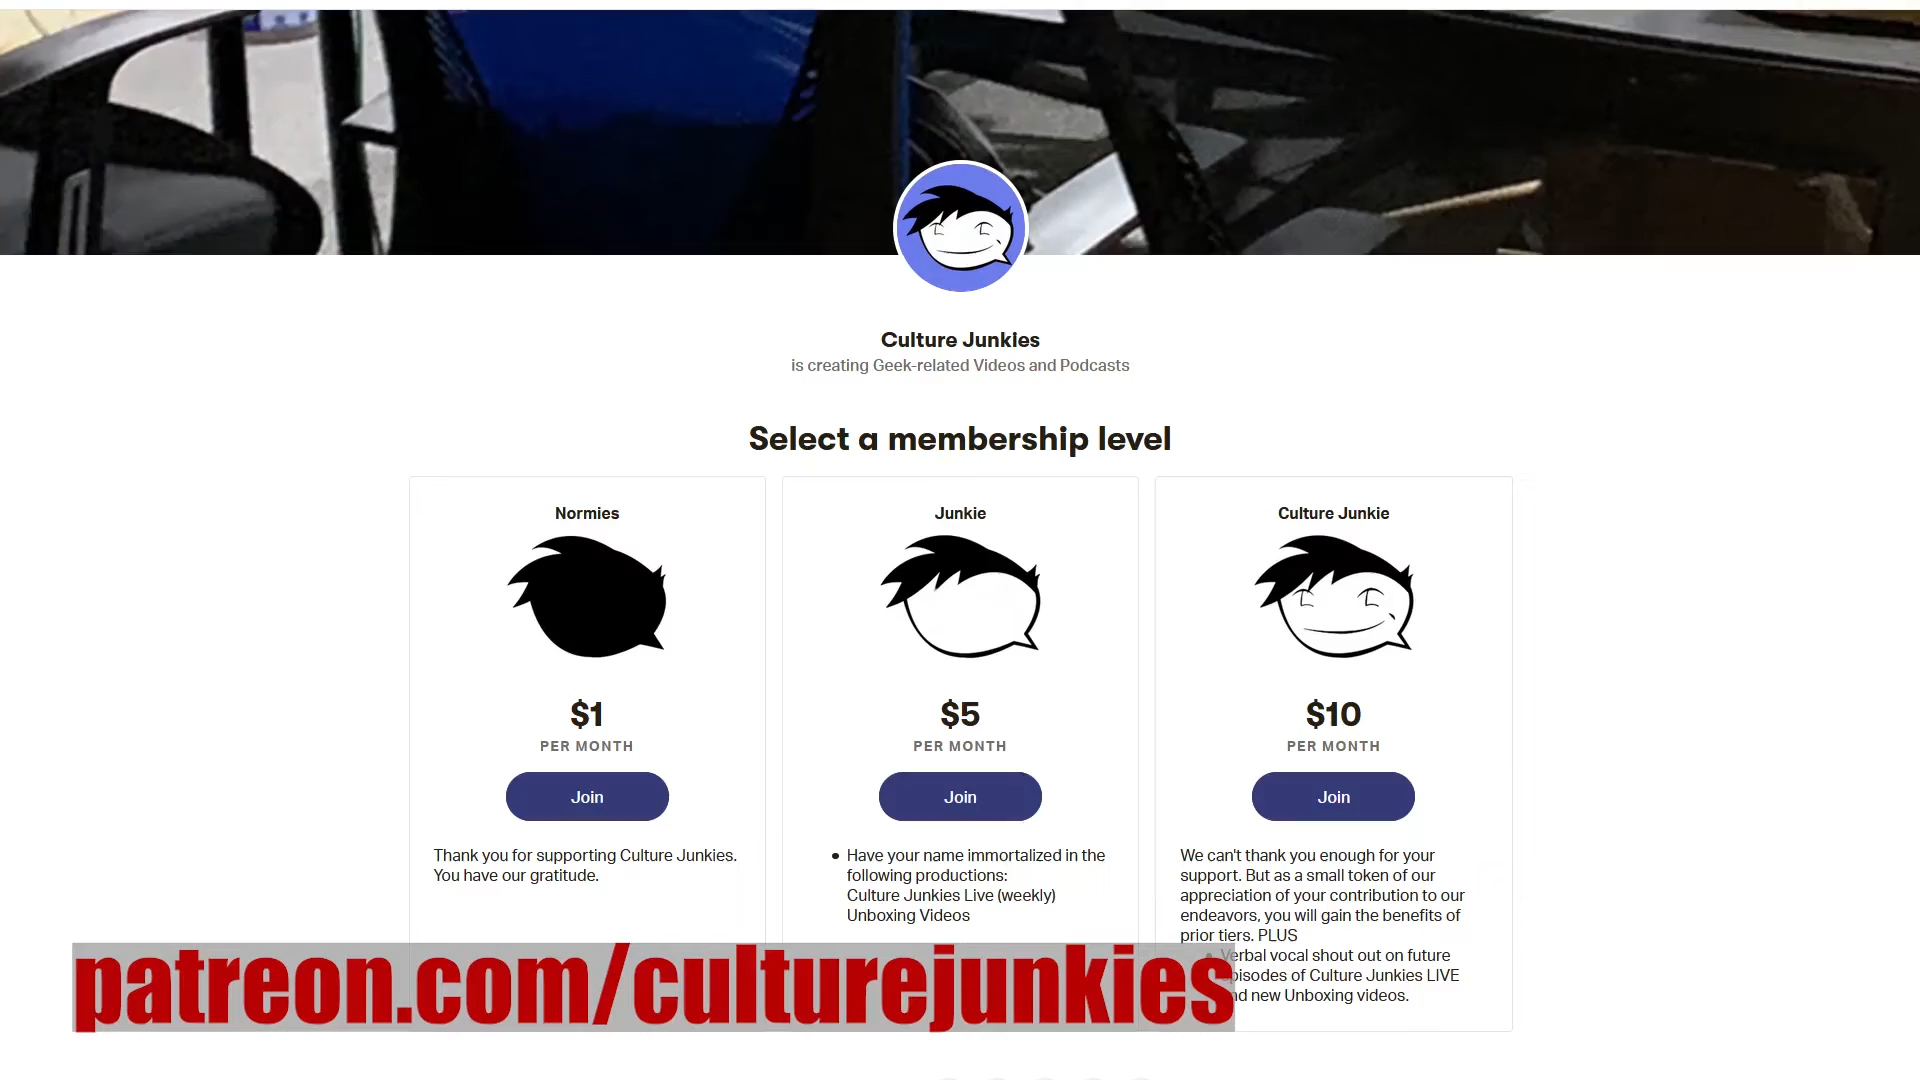 Culture Junkies
is creating Geek-related Videos and Podcasts
Select a membership level
Normies
$1
PER MONTH
Join
Thank you for supporting Culture Junkies.
You have our gratitude.
Junkie
$5
PER MONTH
Join
• Have your name immortalized in the
following productions:
Culture Junkies Live (weekly)
Unboxing Videos
Culture Junkie
$10
PER MONTH
Join
We can't thank you enough for your
support. But as a small token of our
appreciation of your contribution to our
endeavors, you will gain the benefits of
prior tiers. PLUS
• Verbal vocal shout out on future
episodes of Culture Junkies LIVE
and new Unboxing videos.
patreon.com/culturejunkies